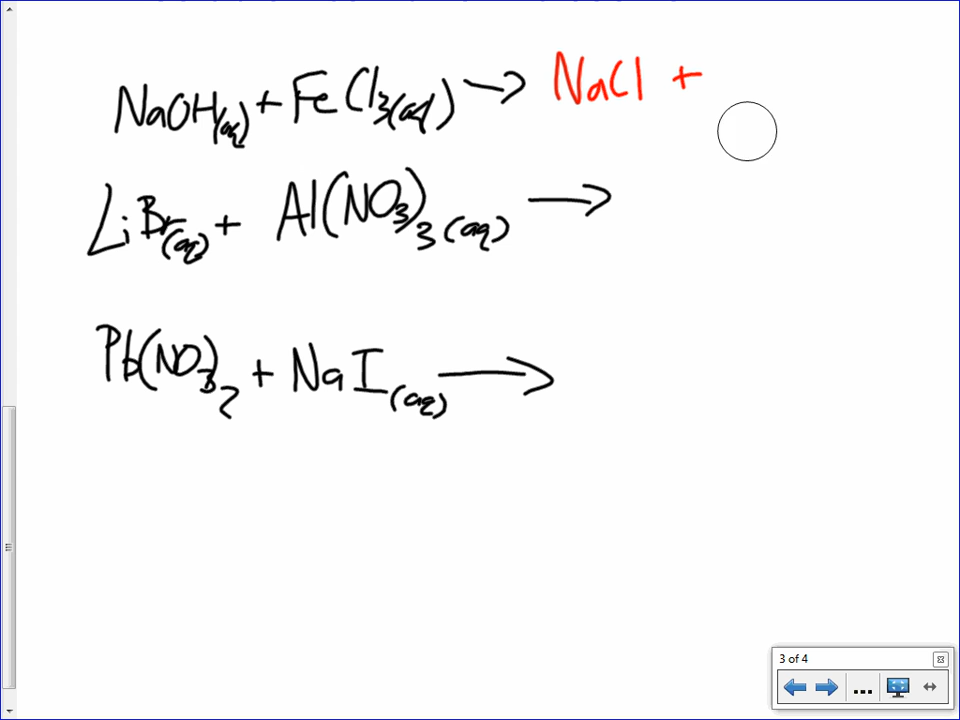 NaOH(aq) + FeCl3(aq) → NaCl +
LiBr(aq) + Al(NO3)3(aq) →
Pb(NO3)2 + NaI(aq) →
3 of 4
...